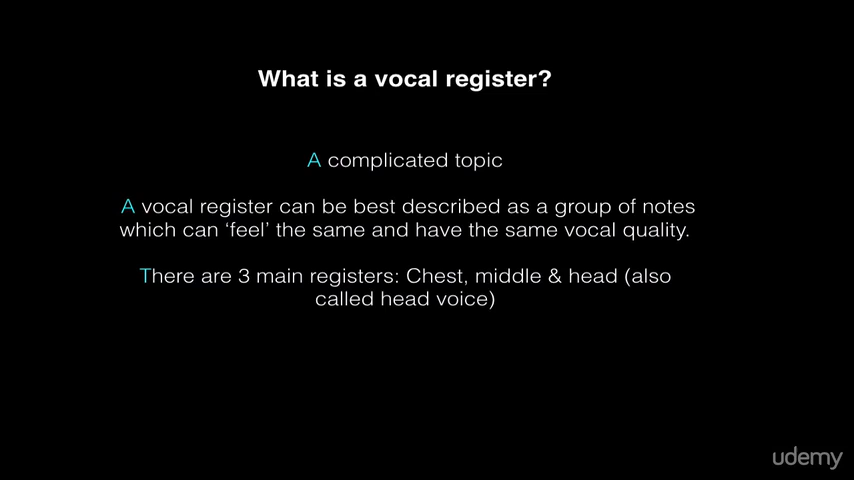 What is a vocal register?
A complicated topic
A vocal register can be best described as a group of notes
which can ‘feel’ the same and have the same vocal quality.
There are 3 main registers: Chest, middle & head (also
called head voice)
udemy